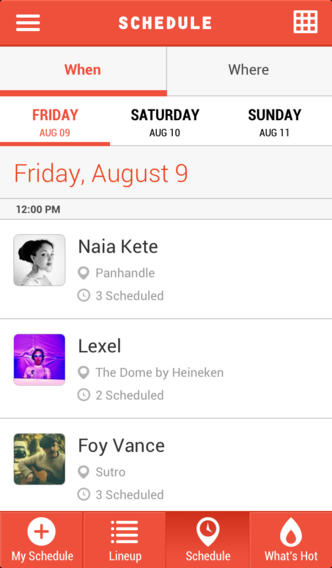 SCHEDULE
When
Where
FRIDAY
AUG 09
SATURDAY
AUG 10
SUNDAY
AUG 11
Friday, August 9
12:00 PM
Naia Kete
Panhandle
3 Scheduled
Lexel
The Dome by Heineken
2 Scheduled
Foy Vance
Sutro
3 Scheduled
My Schedule
Lineup
Schedule
What's Hot